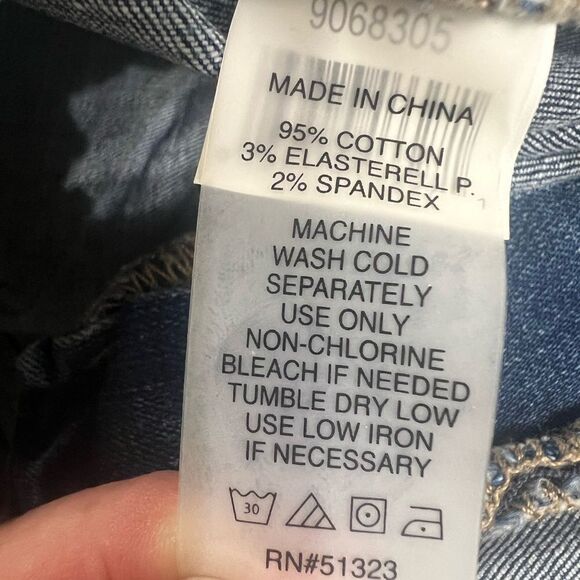 9068305
MADE IN CHINA
95% COTTON
3% ELASTERELL P.
2% SPANDEX
MACHINE
WASH COLD
SEPARATELY
USE ONLY
NON-CHLORINE
BLEACH IF NEEDED
TUMBLE DRY LOW
USE LOW IRON
IF NECESSARY
30
RN#51323